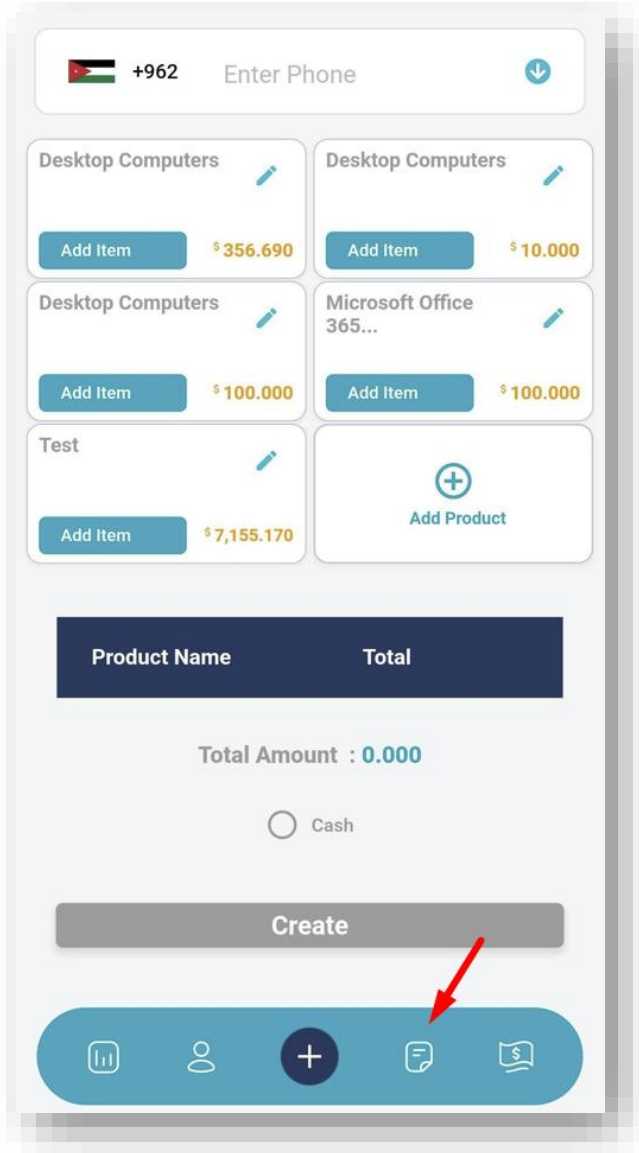 +962 Enter Phone
Desktop Computers
Add Item $ 356.690
Desktop Computers
Add Item $ 10.000
Desktop Computers
Add Item $ 100.000
Microsoft Office
365...
Add Item $ 100.000
Test
Add Item $ 7,155.170
Add Product
Product Name Total
Total Amount : 0.000
Cash
Create
$